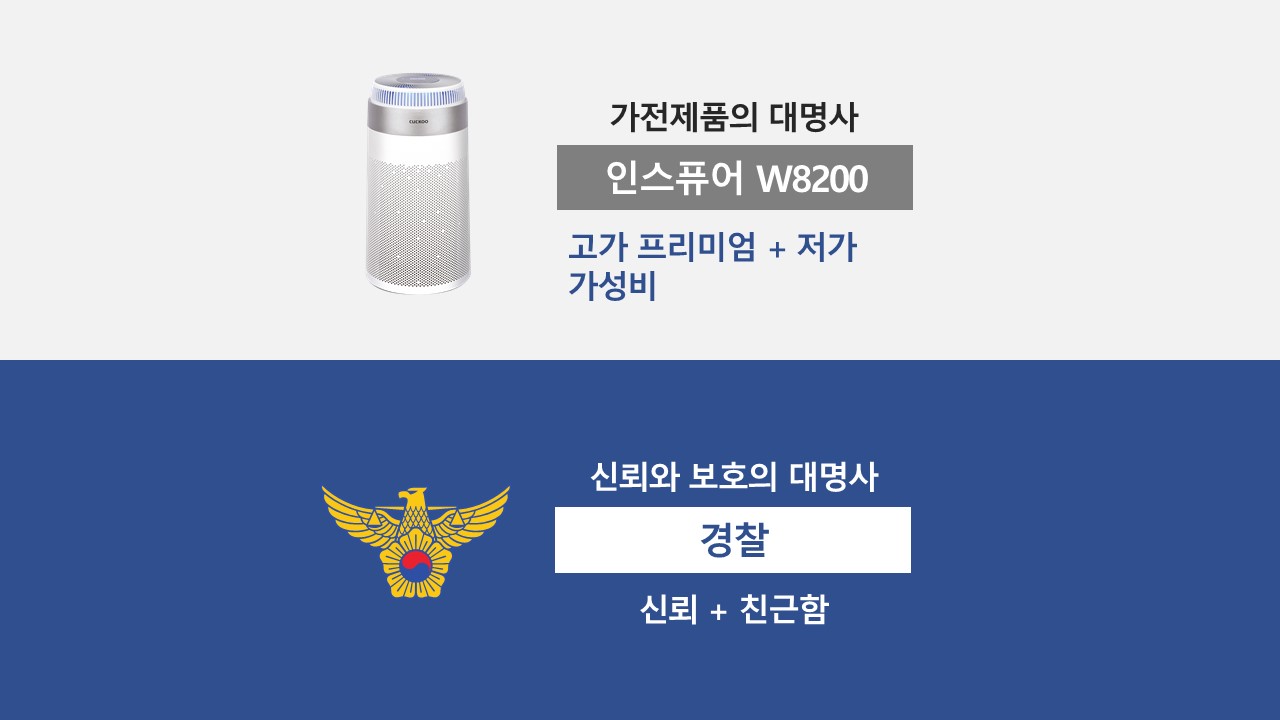 CUCKOO
가전제품의 대명사
인스퓨어 W8200
고가 프리미엄 + 저가
가성비
신뢰와 보호의 대명사
경찰
신뢰 + 친근함